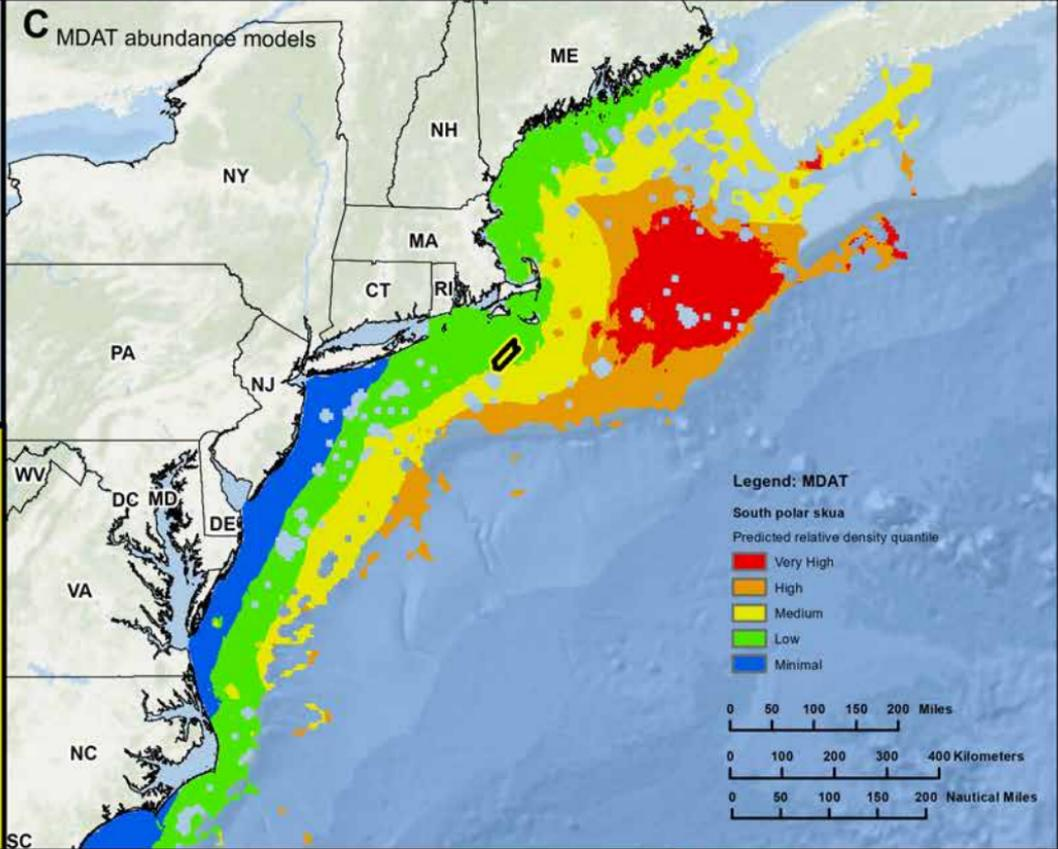 C MDAT abundance models
ME
NH
NY
MA
CT RI
PA
NJ
WV
DC MD
DE
VA
NC
SC
Legend: MDAT
South polar skua
Predicted relative density quantile
Very High
High
Medium
Low
Minimal
0 50 100 150 200 Miles
0 100 200 300 400 Kilometers
0 50 100 150 200 Nautical Miles